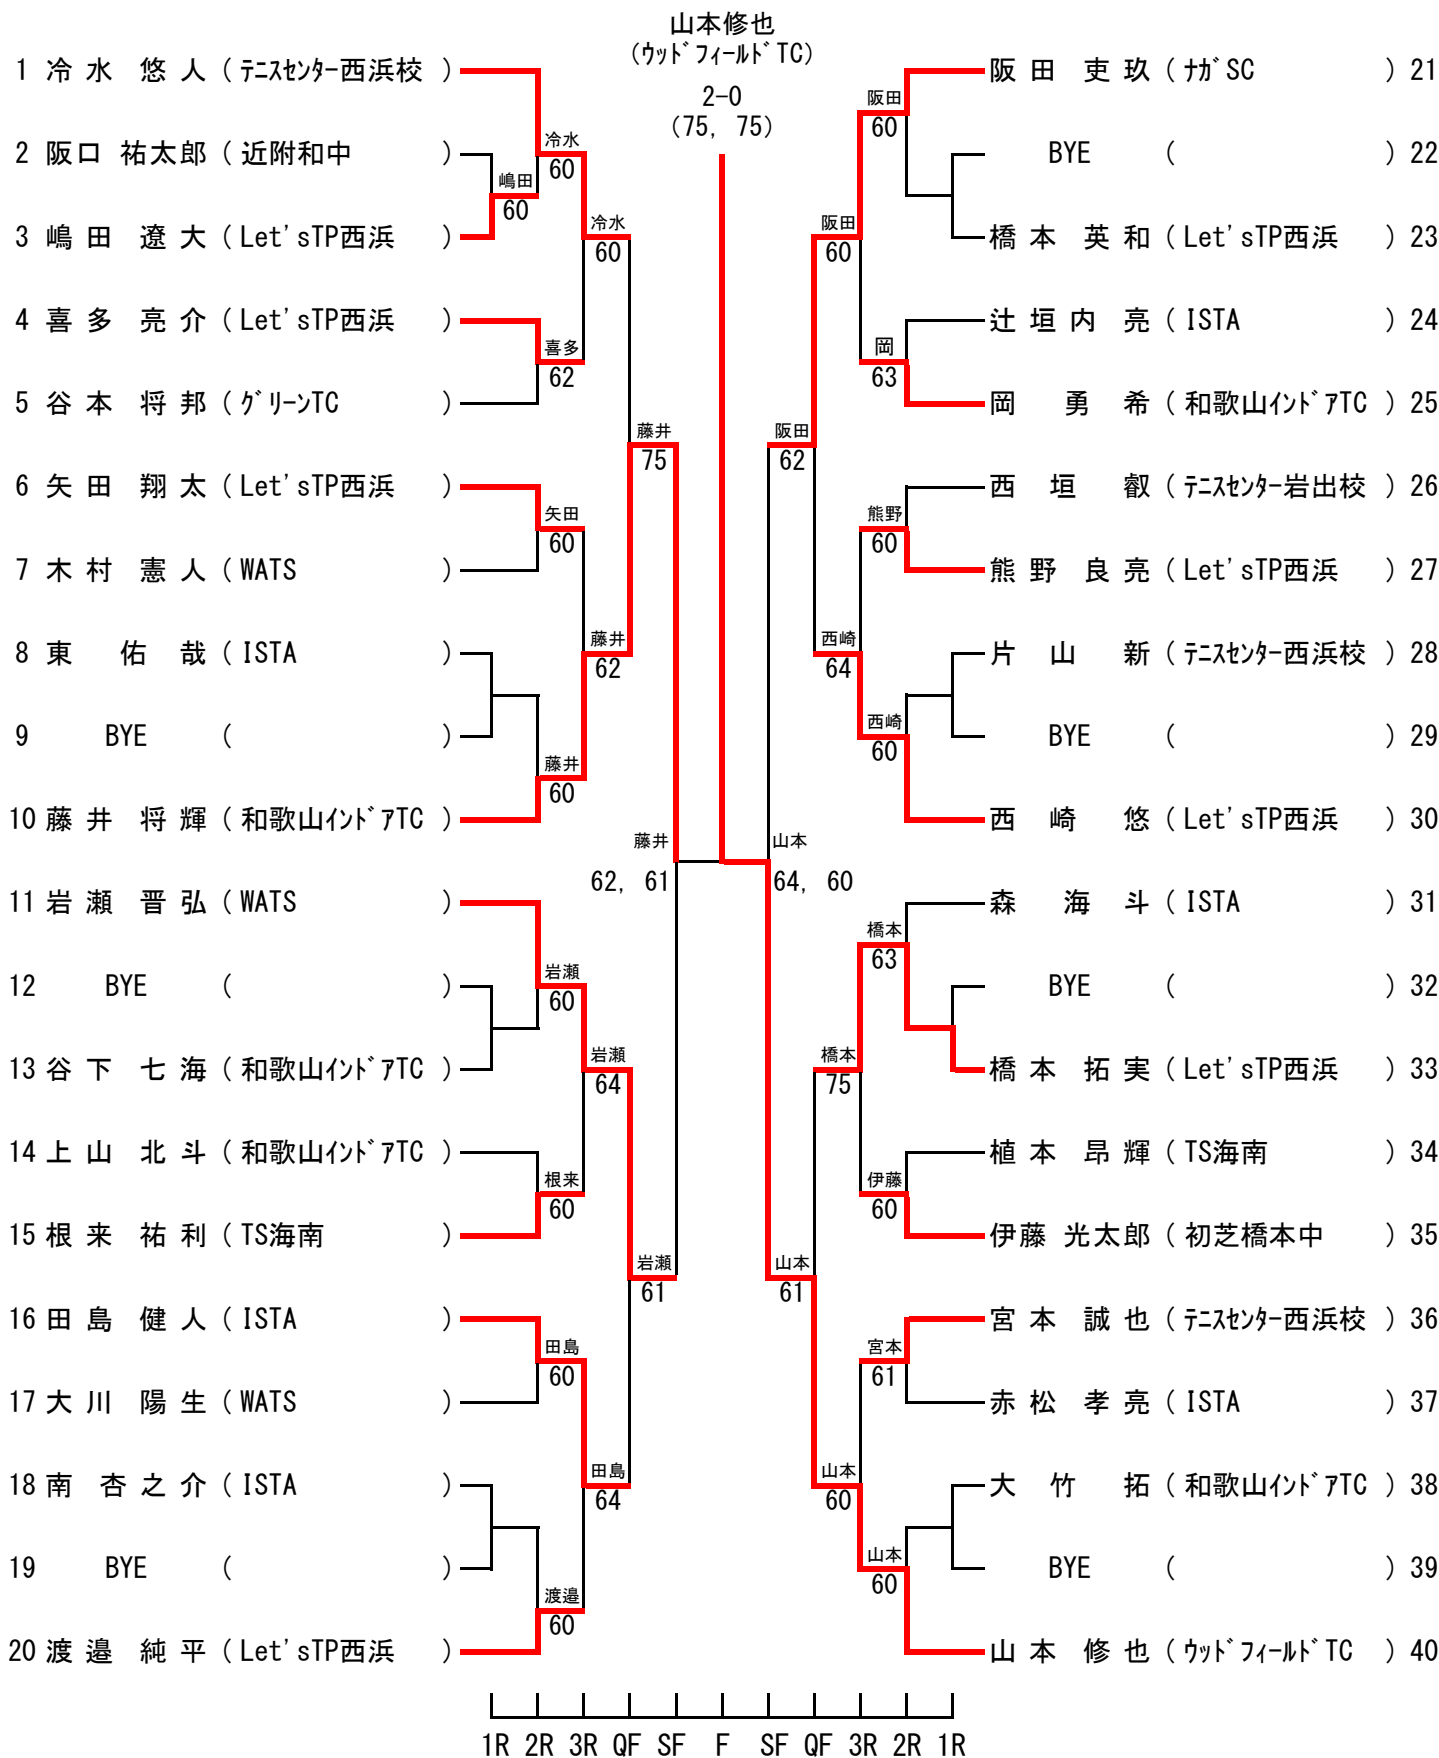 山本修也
(ウッドフィールドTC)
2-0
(75, 75)
1 冷水 悠人 (テニスセンター西浜校)
2 阪口 祐太郎 (近附和中)
3 嶋田 遼大 (Let'sTP西浜)
4 喜多 亮介 (Let'sTP西浜)
5 谷本 将邦 (グリーンTC)
6 矢田 翔太 (Let'sTP西浜)
7 木村 憲人 (WATS)
8 東 佑哉 (ISTA)
9 BYE ( )
10 藤井 将輝 (和歌山インドアTC)
11 岩瀬 晋弘 (WATS)
12 BYE ( )
13 谷下 七海 (和歌山インドアTC)
14 上山 北斗 (和歌山インドアTC)
15 根来 祐利 (TS海南)
16 田島 健人 (ISTA)
17 大川 陽生 (WATS)
18 南 杏之介 (ISTA)
19 BYE ( )
20 渡邉 純平 (Let'sTP西浜)
嶋田
60
冷水
60
喜多
62
矢田
60
藤井
60
岩瀬
60
根来
60
田島
60
渡邉
60
冷水
60
藤井
62
岩瀬
64
田島
64
藤井
75
岩瀬
61
藤井
62, 61
山本
64, 60
阪田
62
山本
61
阪田
60
西崎
64
橋本
75
山本
60
阪田
60
岡
63
熊野
60
西崎
60
橋本
63
伊藤
60
宮本
61
山本
60
阪田 吏玖 (ナガSC) 21
BYE ( ) 22
橋本 英和 (Let'sTP西浜) 23
辻垣内 亮 (ISTA) 24
岡 勇希 (和歌山インドアTC) 25
西垣 叡 (テニスセンター岩出校) 26
熊野 良亮 (Let'sTP西浜) 27
片山 新 (テニスセンター西浜校) 28
BYE ( ) 29
西崎 悠 (Let'sTP西浜) 30
森 海斗 (ISTA) 31
BYE ( ) 32
橋本 拓実 (Let'sTP西浜) 33
植本 昂輝 (TS海南) 34
伊藤 光太郎 (初芝橋本中) 35
宮本 誠也 (テニスセンター西浜校) 36
赤松 孝亮 (ISTA) 37
大竹 拓 (和歌山インドアTC) 38
BYE ( ) 39
山本 修也 (ウッドフィールドTC) 40
1R 2R 3R QF SF F SF QF 3R 2R 1R